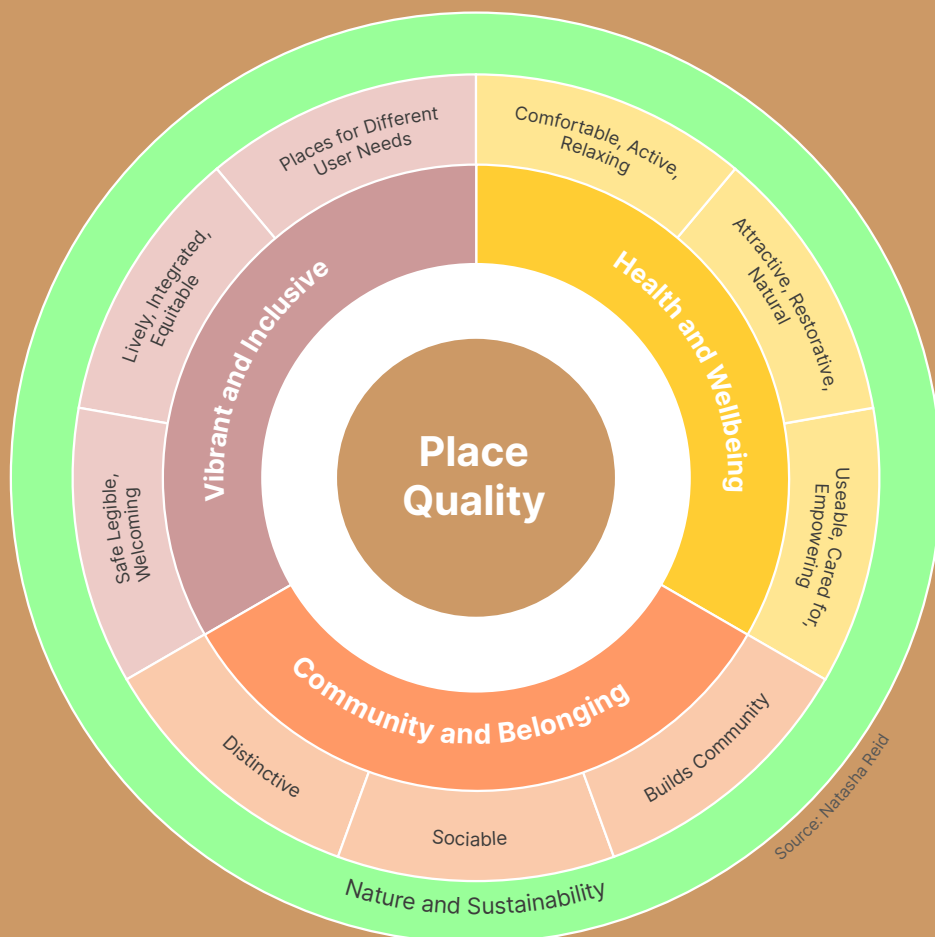 Place
Quality
Health and Wellbeing
Comfortable, Active,
Relaxing
Attractive, Restorative,
Natural
Useable, Cared for,
Empowering
Community and Belonging
Builds Community
Sociable
Distinctive
Vibrant and Inclusive
Safe Legible,
Welcoming
Lively, Integrated,
Equitable
Places for Different
User Needs
Nature and Sustainability
Source: Natasha Reid